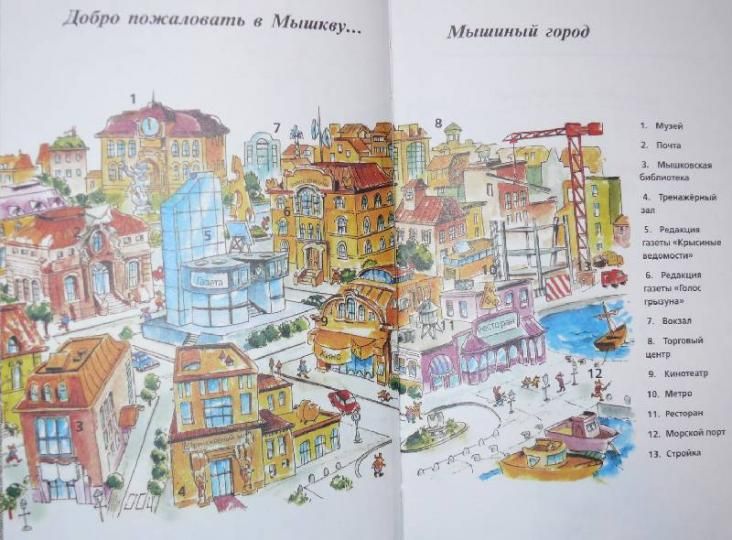 Добро пожаловать в Мышкву...
Мышиный город
1
7
8
1. Музей
2. Почта
3. Мышковская
библиотека
4. Тренажёрный
зал
5. Редакция
газеты «Крысиные
ведомости»
6. Редакция
газеты «Голос
грызуна»
7. Вокзал
8. Торговый
центр
9. Кинотеатр
10. Метро
11. Ресторан
12. Морской порт
13. Стройка
2
5
6
Газета
Кино
ресторан
12
3
4